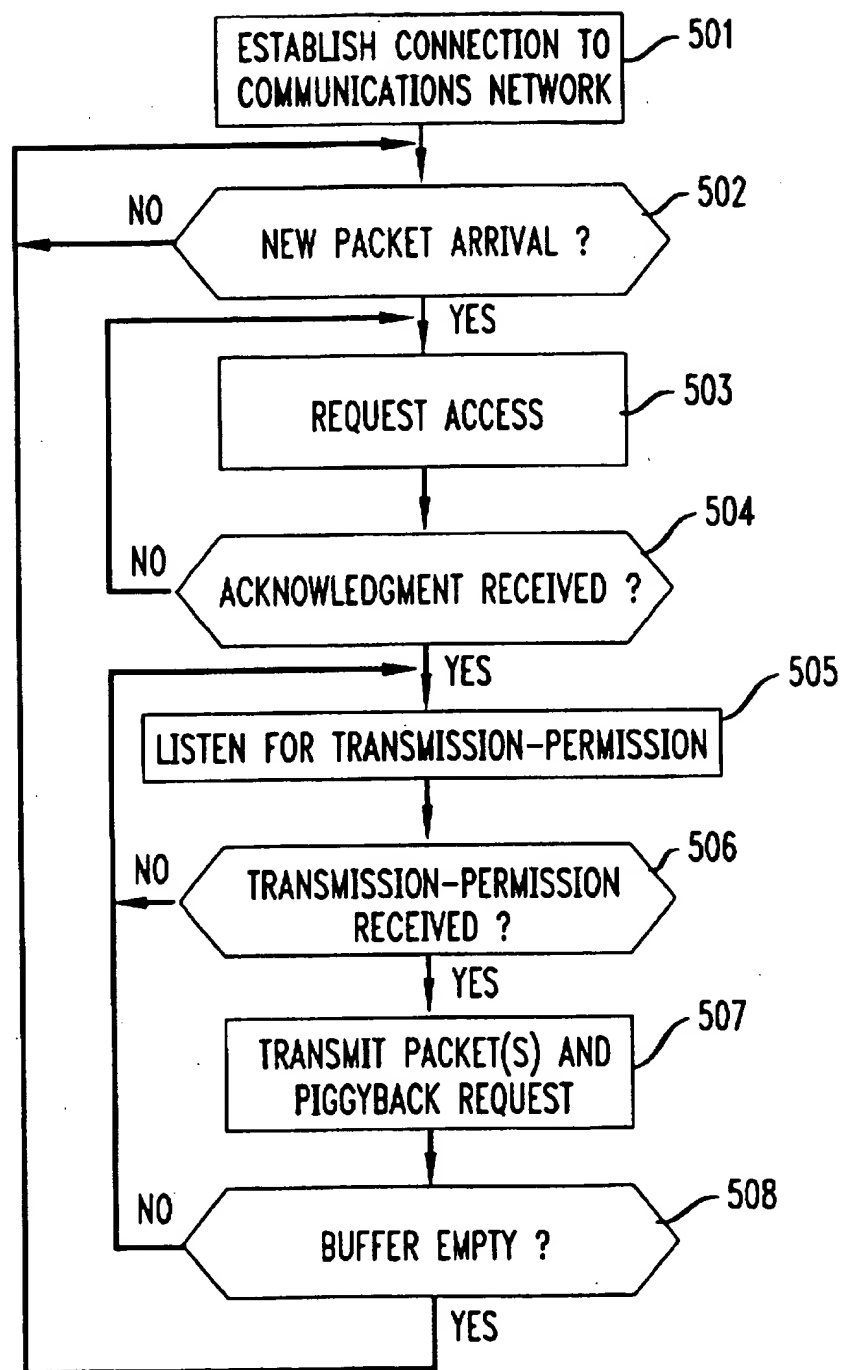 ESTABLISH CONNECTION TO
COMMUNICATIONS NETWORK
501
NO
NEW PACKET ARRIVAL ?
502
YES
REQUEST ACCESS
503
504
NO
ACKNOWLEDGMENT RECEIVED ?
YES
505
LISTEN FOR TRANSMISSION-PERMISSION
506
NO
TRANSMISSION-PERMISSION
RECEIVED ?
YES
507
TRANSMIT PACKET(S) AND
PIGGYBACK REQUEST
508
NO
BUFFER EMPTY ?
YES